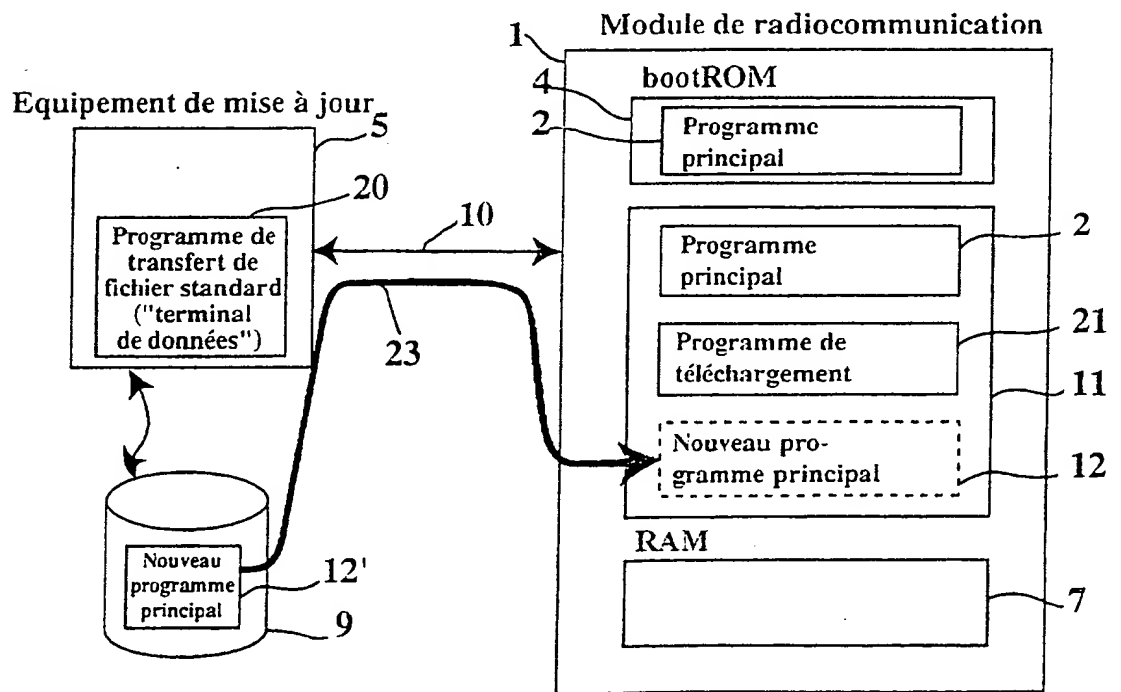 Module de radiocommunication
1
bootROM
4
2
Programme
principal
Equipement de mise à jour
5
20
Programme de
transfert de
fichier standard
("terminal
de données")
10
23
Programme
principal
2
Programme de
téléchargement
21
11
Nouveau pro-
gramme principal
12
RAM
7
Nouveau
programme
principal
12'
9